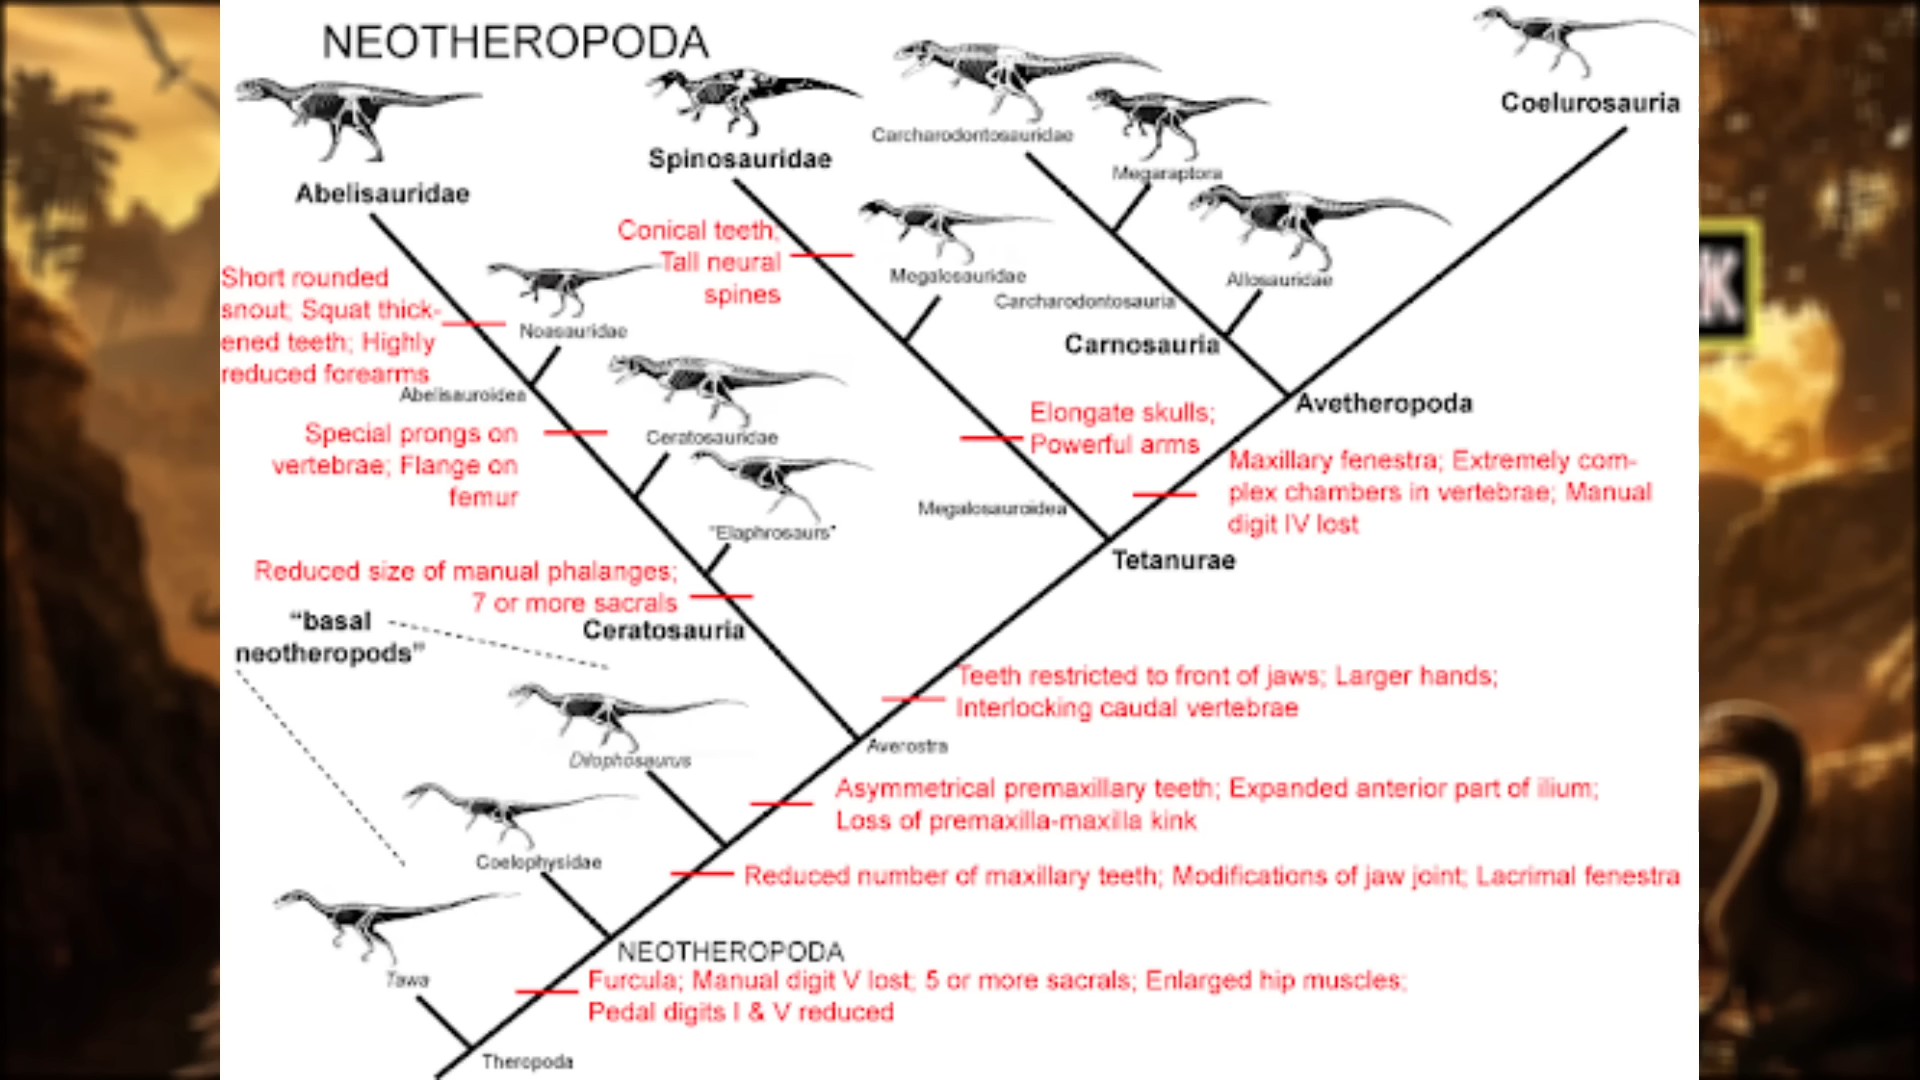 NEOTHEROPODA
Coelurosauria
Carcharodontosauridae
Spinosauridae
Megaraptora
Abelisauridae
Conical teeth,
Tall neural
spines
Megalosauridae
Allosauridae
Short rounded
snout; Squat thick-
ened teeth; Highly
reduced forearms
Noasauridae
Carcharodontosauria
Carnosauria
Abelisauroidea
Avetheropoda
Elongate skulls;
Powerful arms
Special prongs on
vertebrae; Flange on
femur
Ceratosauridae
Maxillary fenestra; Extremely com-
plex chambers in vertebrae; Manual
digit IV lost
Megalosauroidea
"Elaphrosaurs"
Tetanurae
Reduced size of manual phalanges;
7 or more sacrals
Ceratosauria
“basal
neotheropods”
Teeth restricted to front of jaws; Larger hands;
Interlocking caudal vertebrae
Averostra
Dilophosaurus
Asymmetrical premaxillary teeth; Expanded anterior part of ilium;
Loss of premaxilla-maxilla kink
Coelophysidae
Reduced number of maxillary teeth; Modifications of jaw joint; Lacrimal fenestra
NEOTHEROPODA
Tawa
Furcula; Manual digit V lost; 5 or more sacrals; Enlarged hip muscles;
Pedal digits I & V reduced
Theropoda